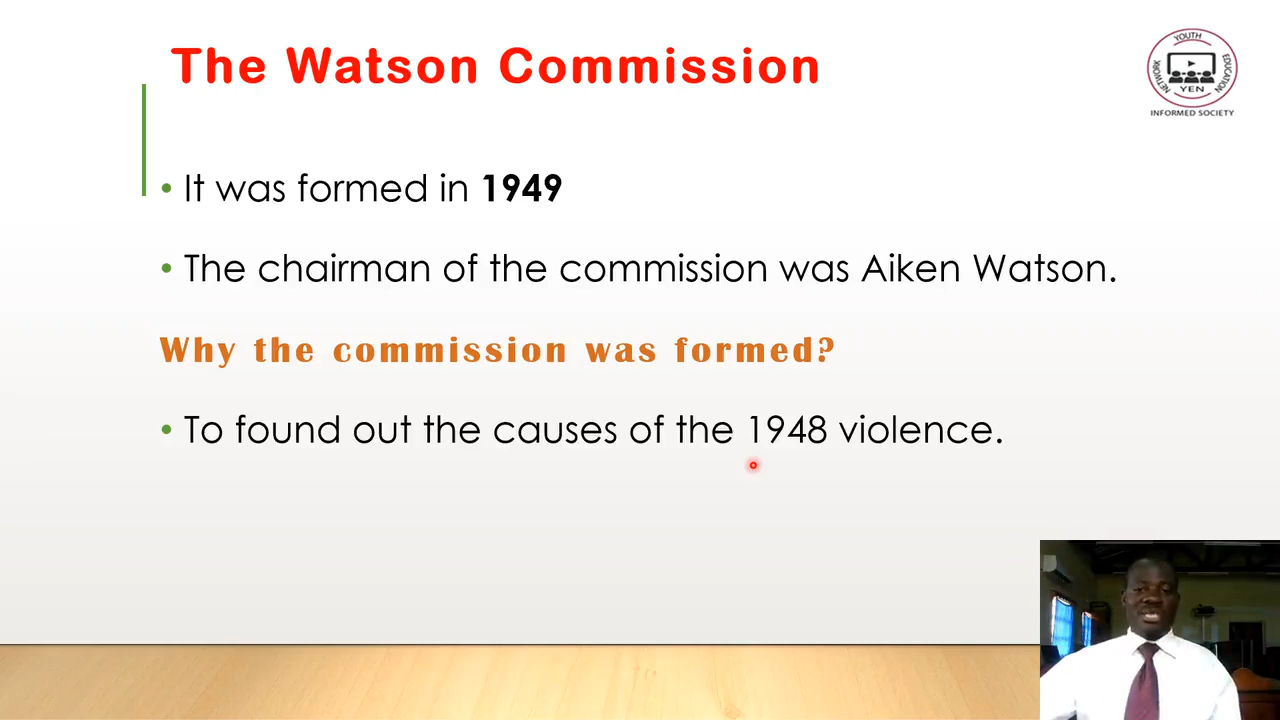 The Watson Commission
YOUTH
EDUCATION
NETWORK
YEN
INFORMED SOCIETY
• It was formed in 1949
• The chairman of the commission was Aiken Watson.
Why the commission was formed?
• To found out the causes of the 1948 violence.